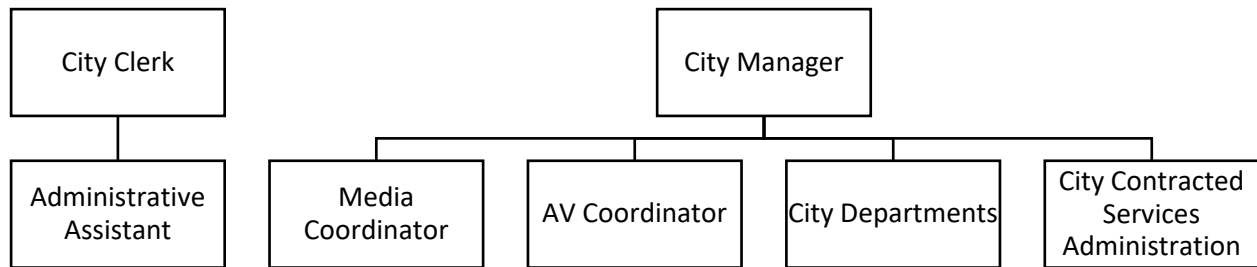 City Clerk
City Manager
Administrative
Assistant
Media
Coordinator
AV Coordinator
City Departments
City Contracted
Services
Administration